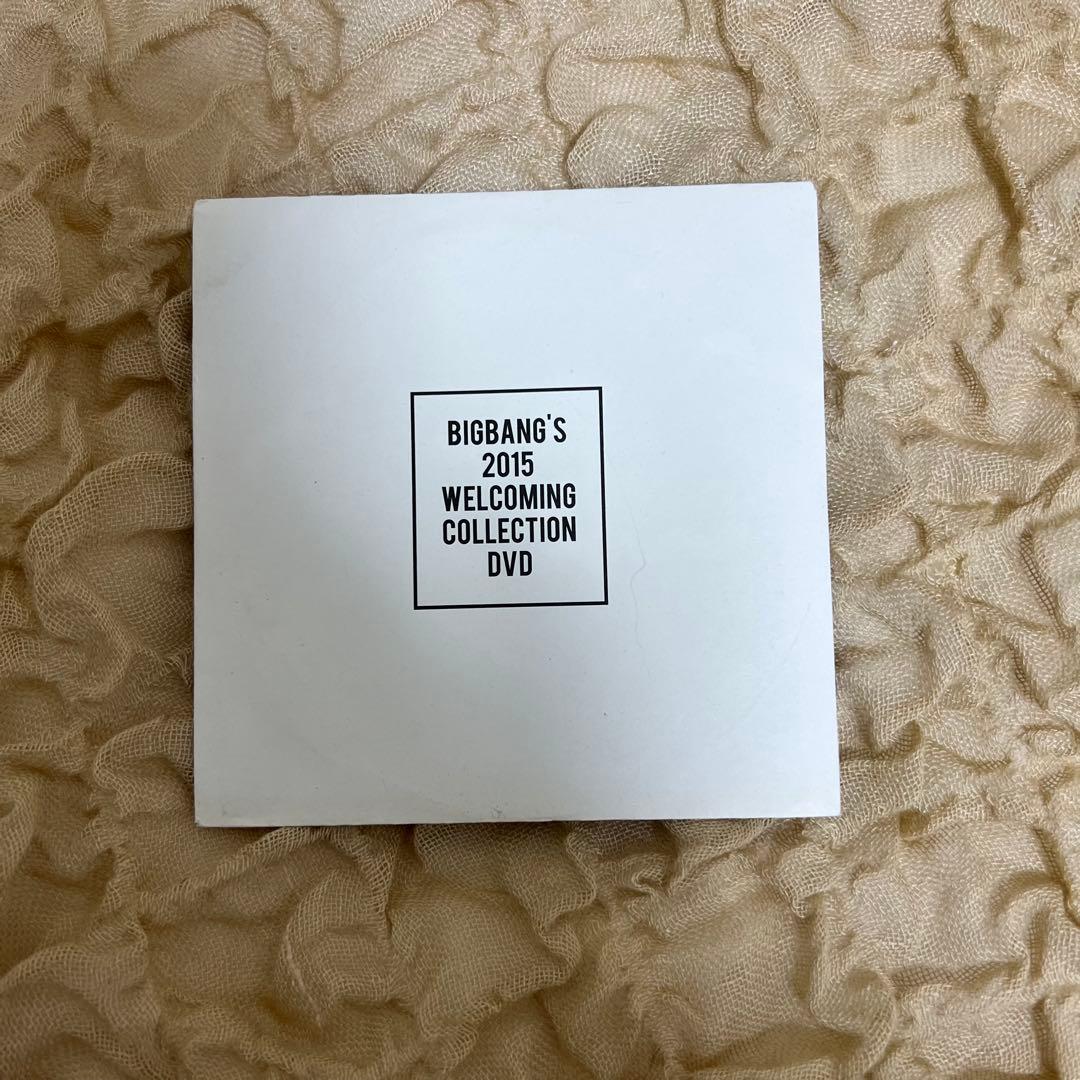 BIGBANG'S
2015
WELCOMING
COLLECTION
DVD